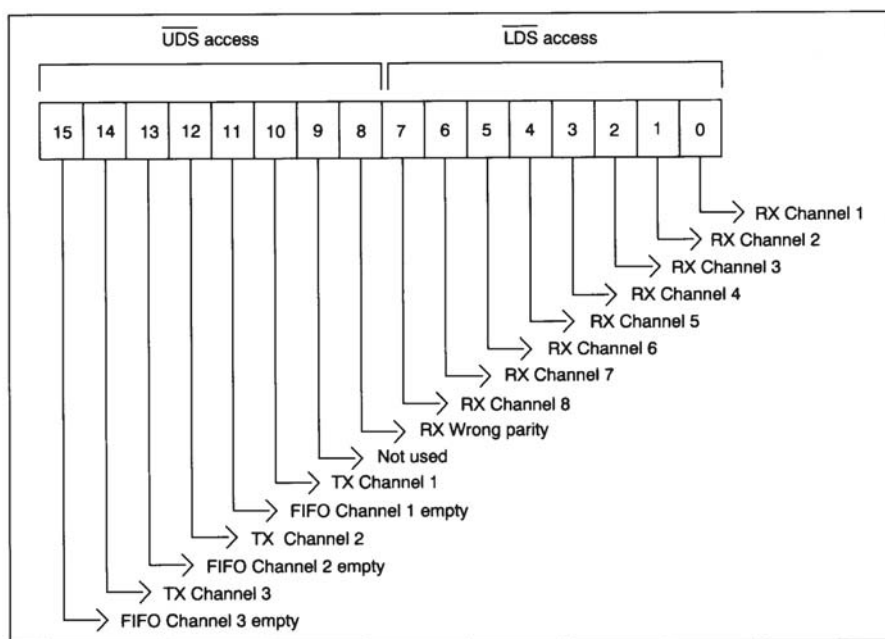 UDS access LDS access
15 14 13 12 11 10 9 8 7 6 5 4 3 2 1 0
RX Channel 1
RX Channel 2
RX Channel 3
RX Channel 4
RX Channel 5
RX Channel 6
RX Channel 7
RX Channel 8
RX Wrong parity
Not used
TX Channel 1
FIFO Channel 1 empty
TX Channel 2
FIFO Channel 2 empty
TX Channel 3
FIFO Channel 3 empty